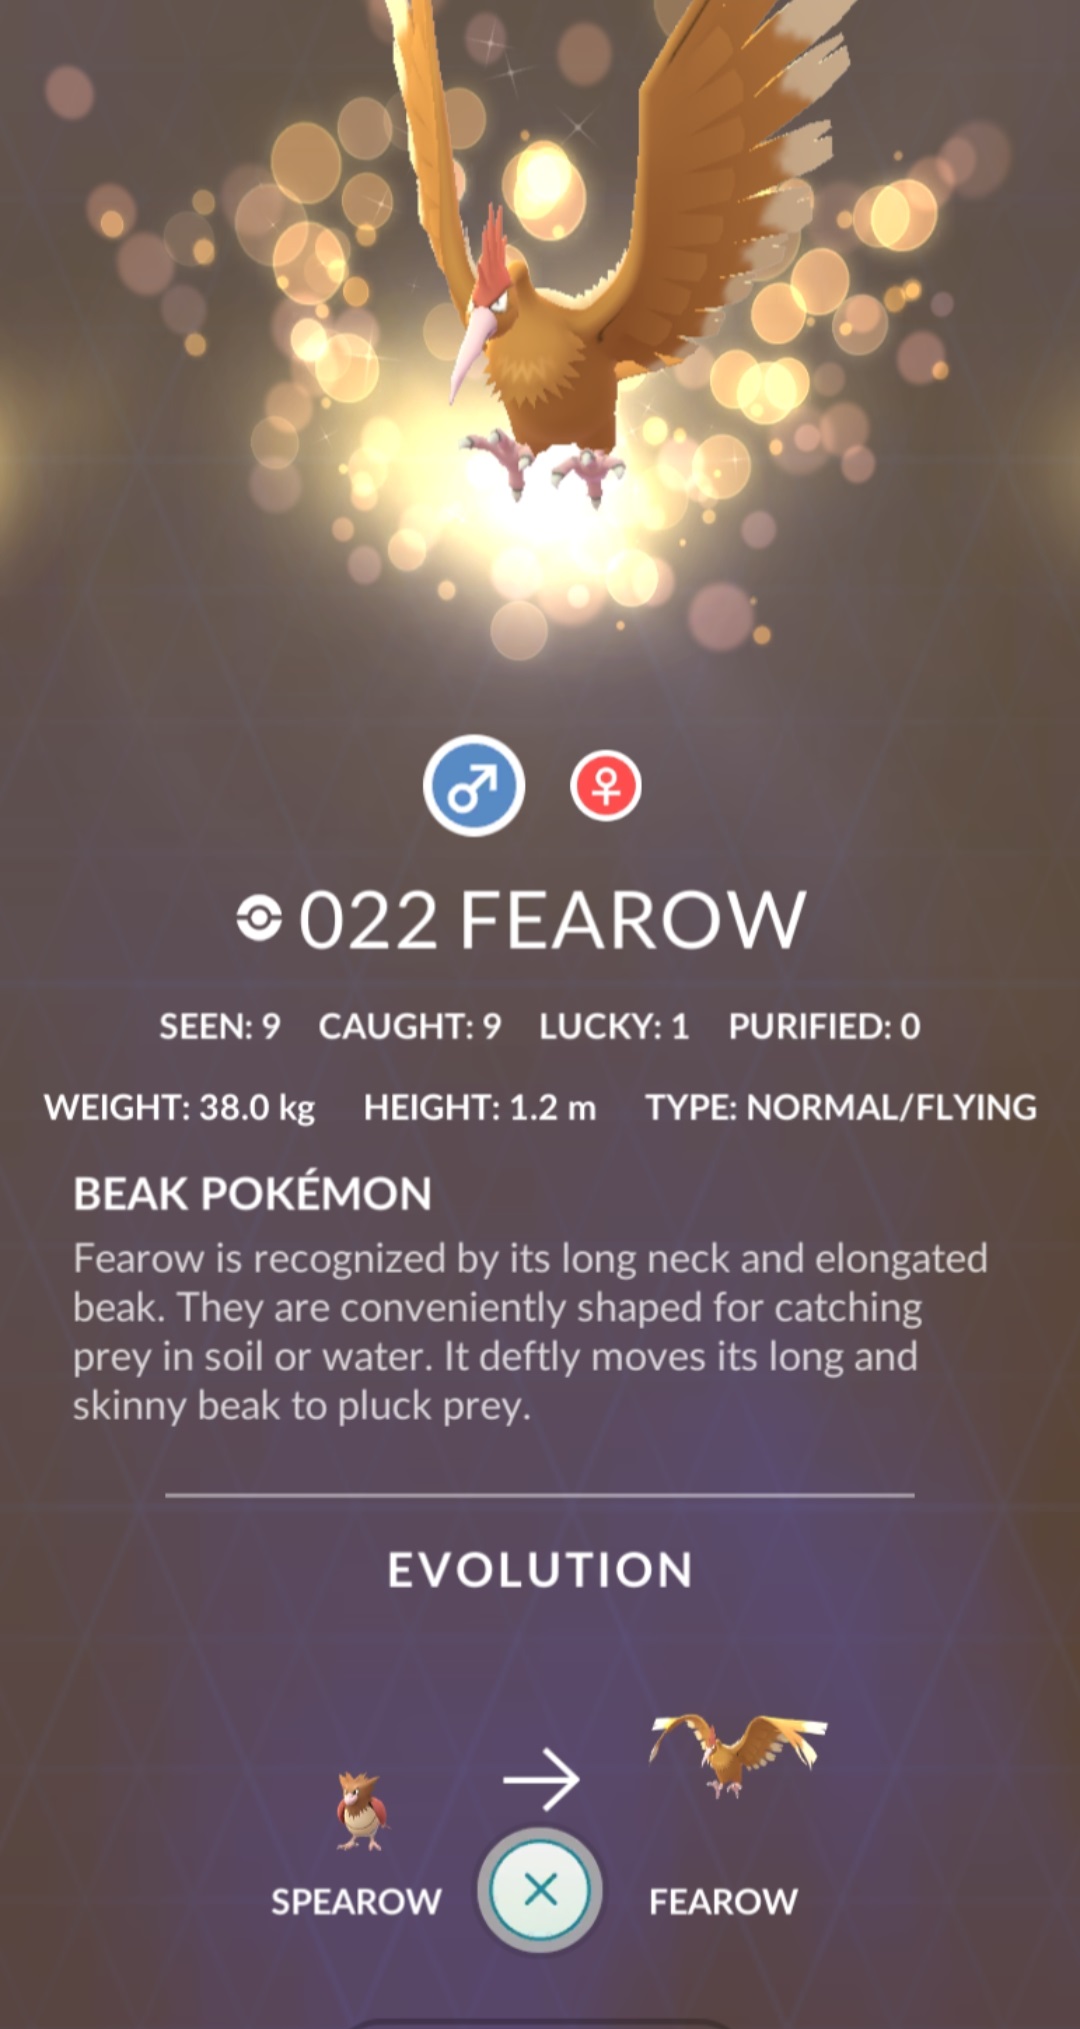 022 FEAROW
SEEN: 9 CAUGHT: 9 LUCKY: 1 PURIFIED: 0
WEIGHT: 38.0 kg HEIGHT: 1.2 m TYPE: NORMAL/FLYING
BEAK POKÉMON
Fearow is recognized by its long neck and elongated
beak. They are conveniently shaped for catching
prey in soil or water. It deftly moves its long and
skinny beak to pluck prey.
EVOLUTION
SPEAROW FEAROW